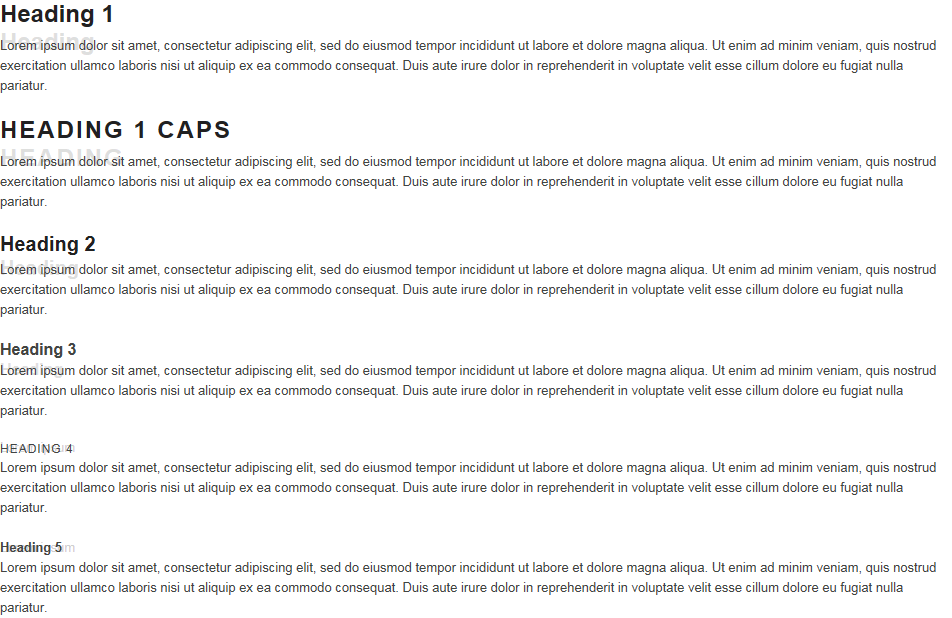 Heading 1
Heading
Lorem ipsum dolor sit amet, consectetur adipiscing elit, sed do eiusmod tempor incididunt ut labore et dolore magna aliqua. Ut enim ad minim veniam, quis nostrud
exercitation ullamco laboris nisi ut aliquip ex ea commodo consequat. Duis aute irure dolor in reprehenderit in voluptate velit esse cillum dolore eu fugiat nulla
pariatur.
HEADING 1 CAPS
HEADING
Lorem ipsum dolor sit amet, consectetur adipiscing elit, sed do eiusmod tempor incididunt ut labore et dolore magna aliqua. Ut enim ad minim veniam, quis nostrud
exercitation ullamco laboris nisi ut aliquip ex ea commodo consequat. Duis aute irure dolor in reprehenderit in voluptate velit esse cillum dolore eu fugiat nulla
pariatur.
Heading 2
Heading
Lorem ipsum dolor sit amet, consectetur adipiscing elit, sed do eiusmod tempor incididunt ut labore et dolore magna aliqua. Ut enim ad minim veniam, quis nostrud
exercitation ullamco laboris nisi ut aliquip ex ea commodo consequat. Duis aute irure dolor in reprehenderit in voluptate velit esse cillum dolore eu fugiat nulla
pariatur.
Heading 3
Heading
Lorem ipsum dolor sit amet, consectetur adipiscing elit, sed do eiusmod tempor incididunt ut labore et dolore magna aliqua. Ut enim ad minim veniam, quis nostrud
exercitation ullamco laboris nisi ut aliquip ex ea commodo consequat. Duis aute irure dolor in reprehenderit in voluptate velit esse cillum dolore eu fugiat nulla
pariatur.
HEADING 4
Lorem ipsum dolor sit amet, consectetur adipiscing elit, sed do eiusmod tempor incididunt ut labore et dolore magna aliqua. Ut enim ad minim veniam, quis nostrud
exercitation ullamco laboris nisi ut aliquip ex ea commodo consequat. Duis aute irure dolor in reprehenderit in voluptate velit esse cillum dolore eu fugiat nulla
pariatur.
Heading 5
Lorem ipsum dolor sit amet, consectetur adipiscing elit, sed do eiusmod tempor incididunt ut labore et dolore magna aliqua. Ut enim ad minim veniam, quis nostrud
exercitation ullamco laboris nisi ut aliquip ex ea commodo consequat. Duis aute irure dolor in reprehenderit in voluptate velit esse cillum dolore eu fugiat nulla
pariatur.